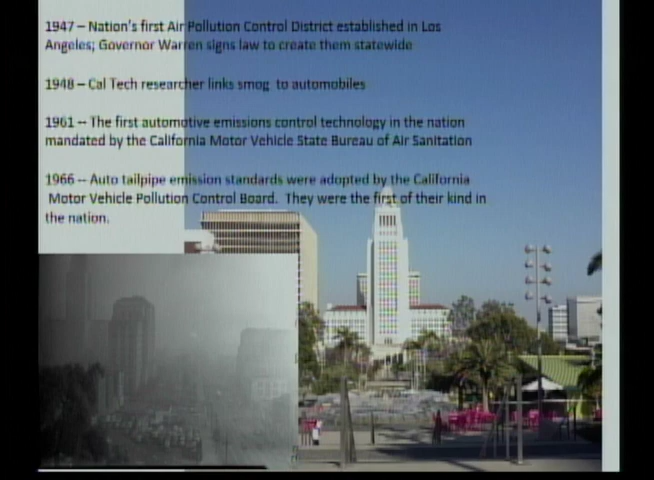 1947 – Nation's first Air Pollution Control District established in Los
Angeles; Governor Warren signs law to create them statewide
1948 – Cal Tech researcher links smog to automobiles
1961 -- The first automotive emissions control technology in the nation
mandated by the California Motor Vehicle State Bureau of Air Sanitation
1966 -- Auto tailpipe emission standards were adopted by the California
Motor Vehicle Pollution Control Board. They were the first of their kind in
the nation.